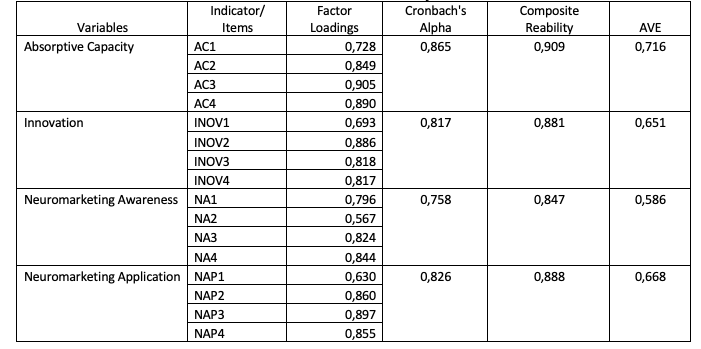 Variables Indicator/ Items Factor Loadings Cronbach's Alpha Composite Reability AVE
Absorptive Capacity AC1 0,728 0,865 0,909 0,716
AC2 0,849
AC3 0,905
AC4 0,890
Innovation INOV1 0,693 0,817 0,881 0,651
INOV2 0,886
INOV3 0,818
INOV4 0,817
Neuromarketing Awareness NA1 0,796 0,758 0,847 0,586
NA2 0,567
NA3 0,824
NA4 0,844
Neuromarketing Application NAP1 0,630 0,826 0,888 0,668
NAP2 0,860
NAP3 0,897
NAP4 0,855